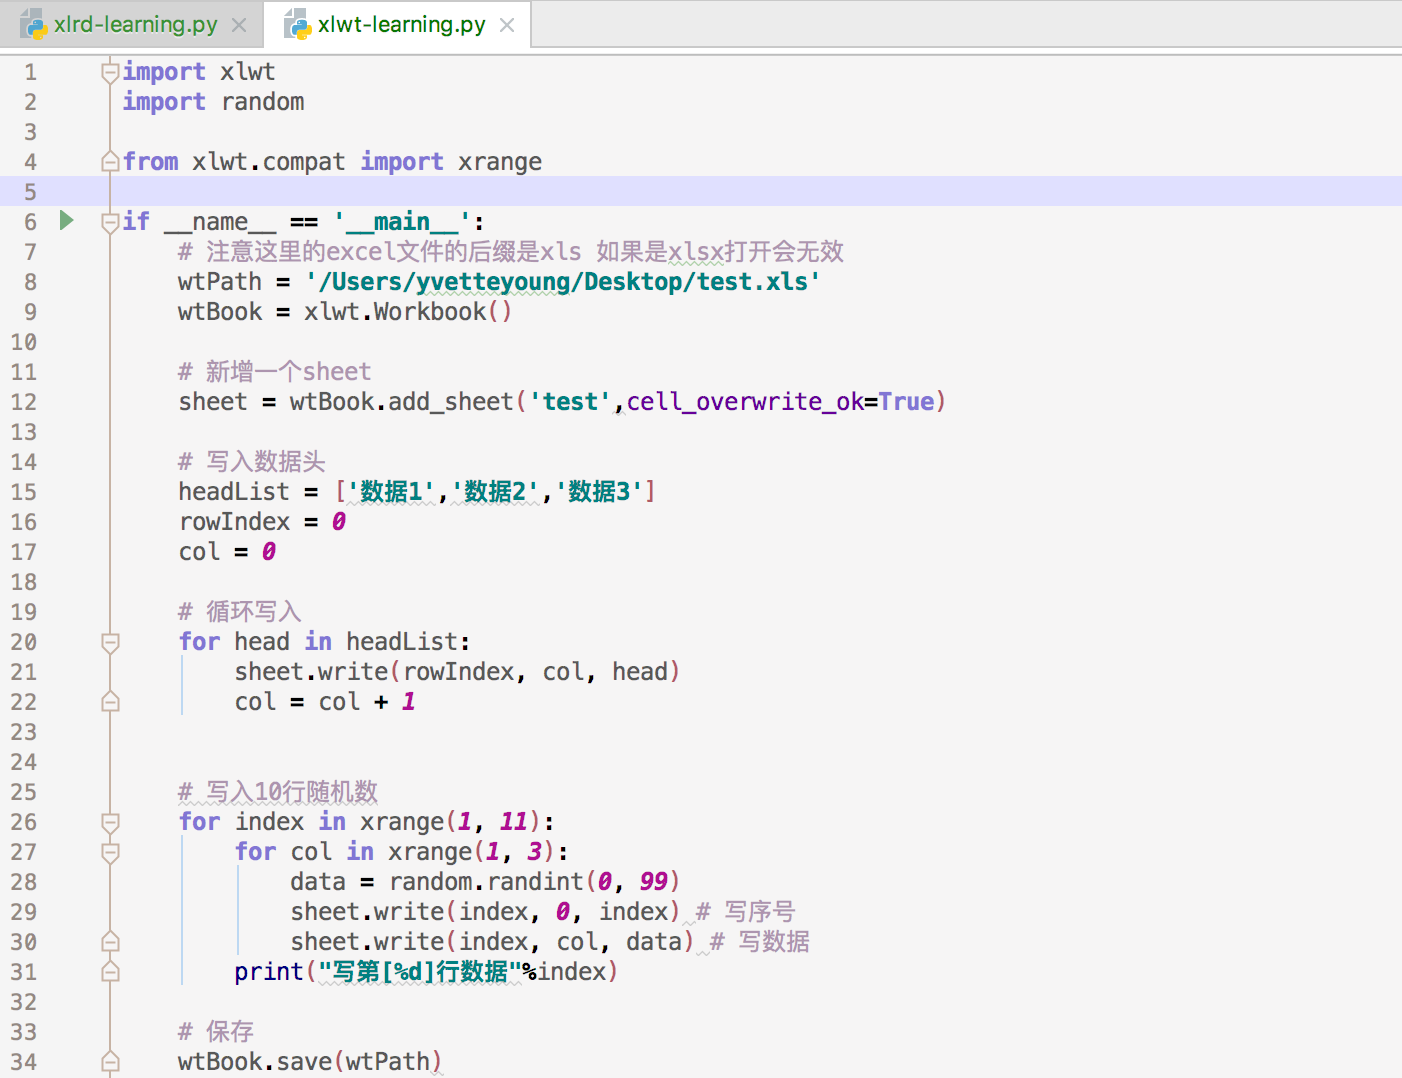 xlrd-learning.py xlwt-learning.py
1 import xlwt
2 import random
3
4 from xlwt.compat import xrange
5
6 if __name__ == '__main__':
7 # 注意这里的excel文件的后缀是xls 如果是xlsx打开会无效
8 wtPath = '/Users/yvetteyoung/Desktop/test.xls'
9 wtBook = xlwt.Workbook()
10
11 # 新增一个sheet
12 sheet = wtBook.add_sheet('test',cell_overwrite_ok=True)
13
14 # 写入数据头
15 headList = ['数据1','数据2','数据3']
16 rowIndex = 0
17 col = 0
18
19 # 循环写入
20 for head in headList:
21 sheet.write(rowIndex, col, head)
22 col = col + 1
23
24
25 # 写入10行随机数
26 for index in xrange(1, 11):
27 for col in xrange(1, 3):
28 data = random.randint(0, 99)
29 sheet.write(index, 0, index) # 写序号
30 sheet.write(index, col, data) # 写数据
31 print("写第[%d]行数据"%index)
32
33 # 保存
34 wtBook.save(wtPath)